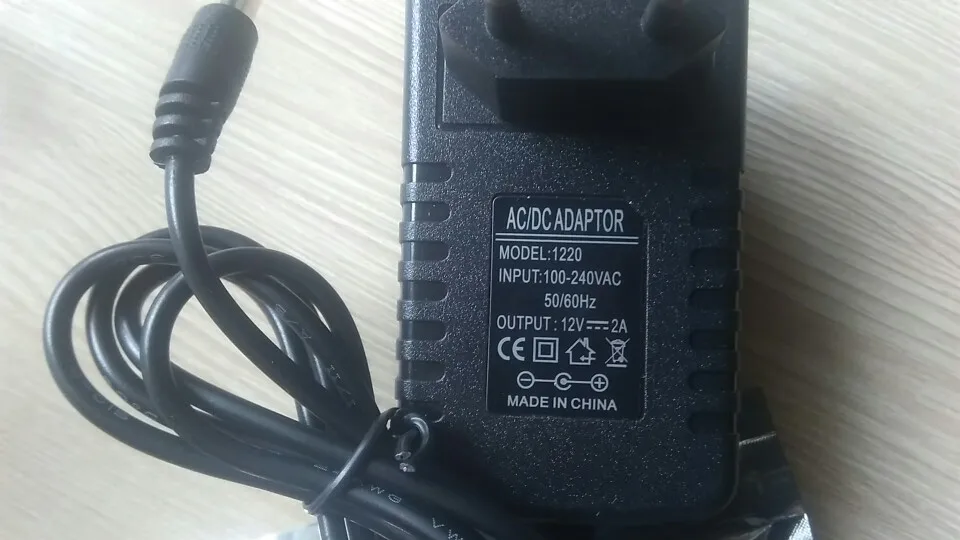 AC/DC ADAPTOR
MODEL:1220
INPUT:100-240VAC
50/60Hz
OUTPUT : 12V⎓2A
CE
MADE IN CHINA